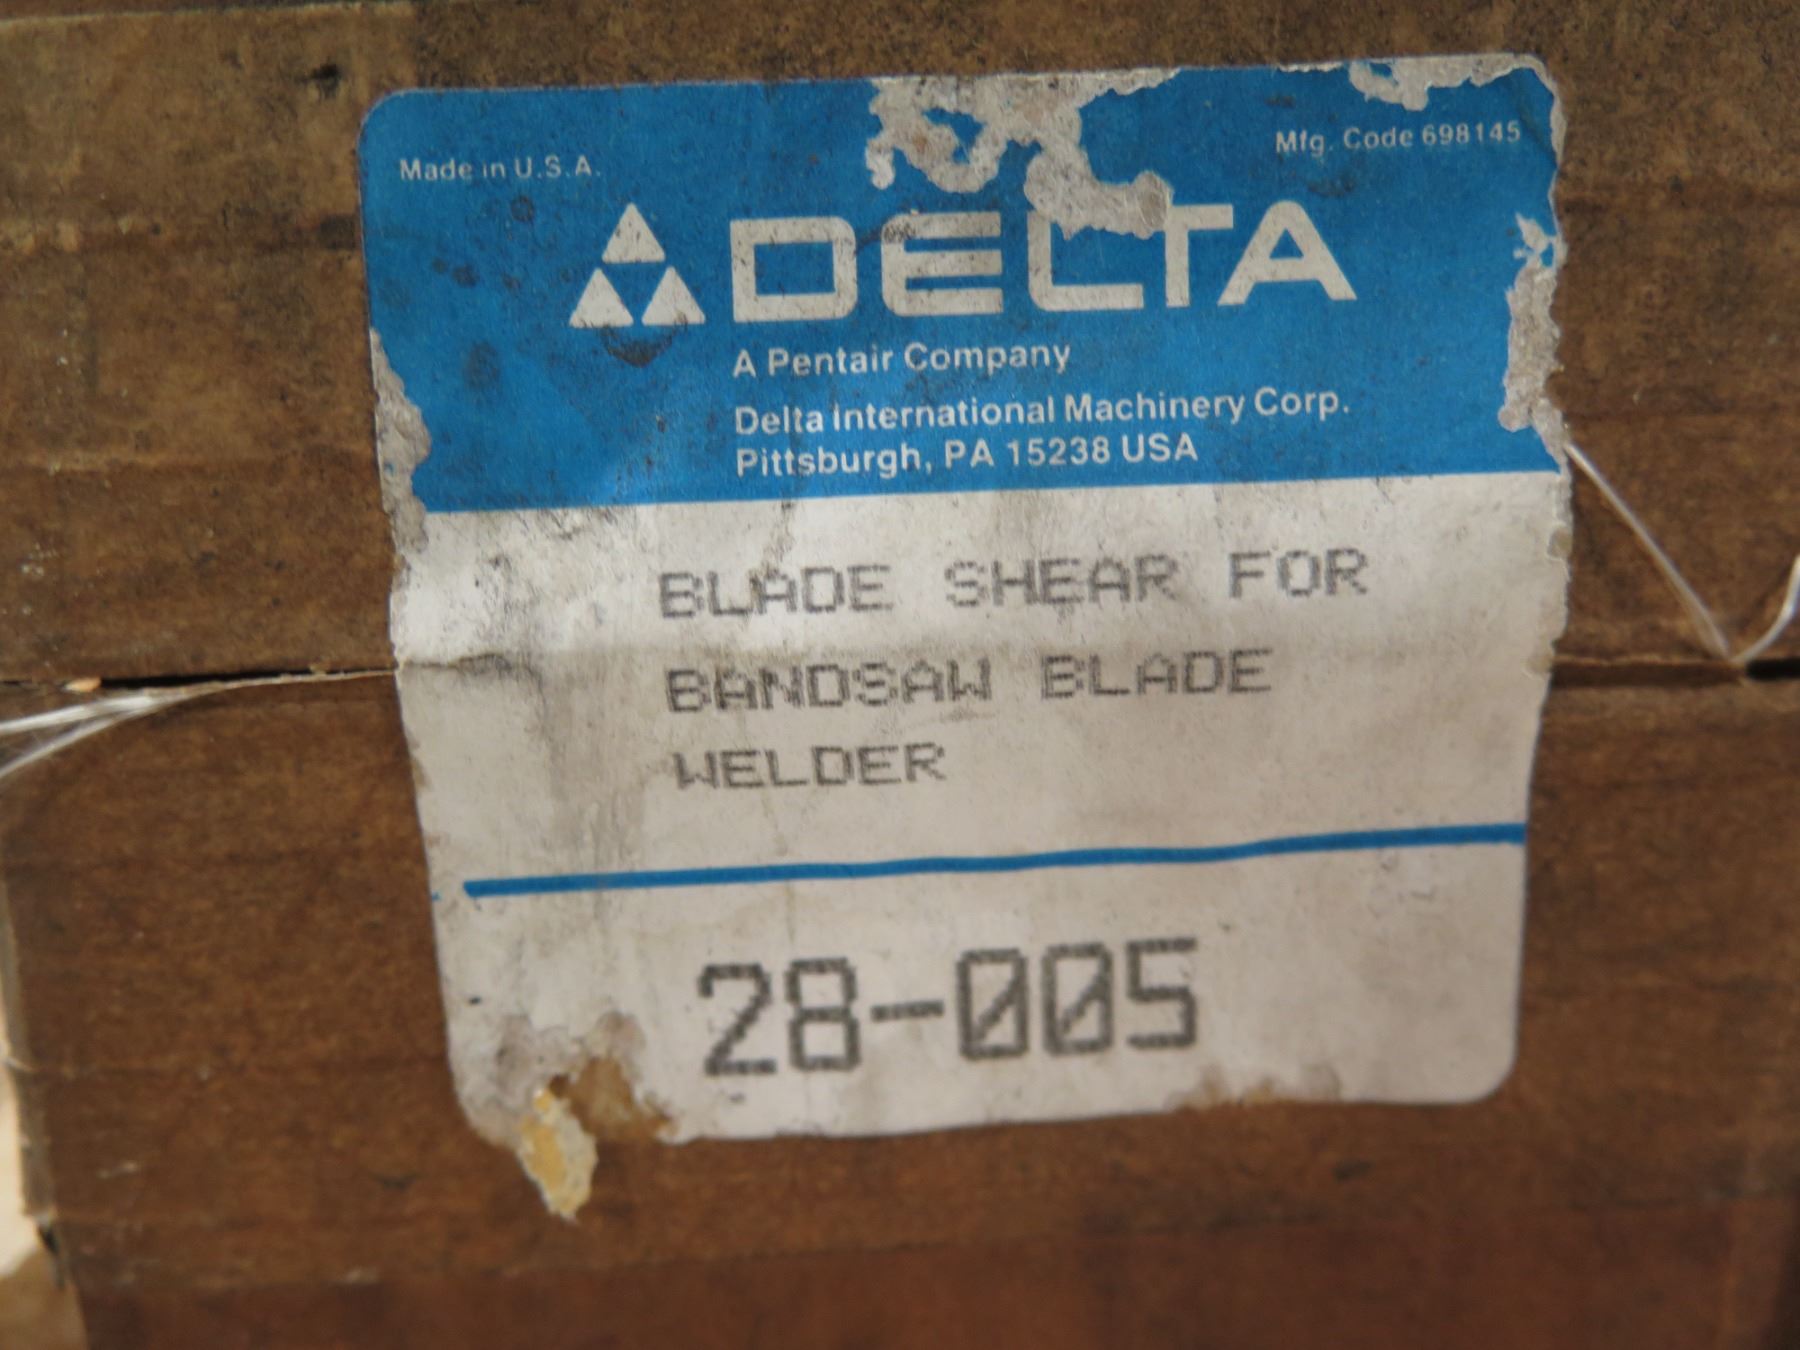 Made in U.S.A.
Mfg. Code 698145
DELTA
A Pentair Company
Delta International Machinery Corp.
Pittsburgh, PA 15238 USA
BLADE SHEAR FOR
BANDSAW BLADE
WELDER
28-005